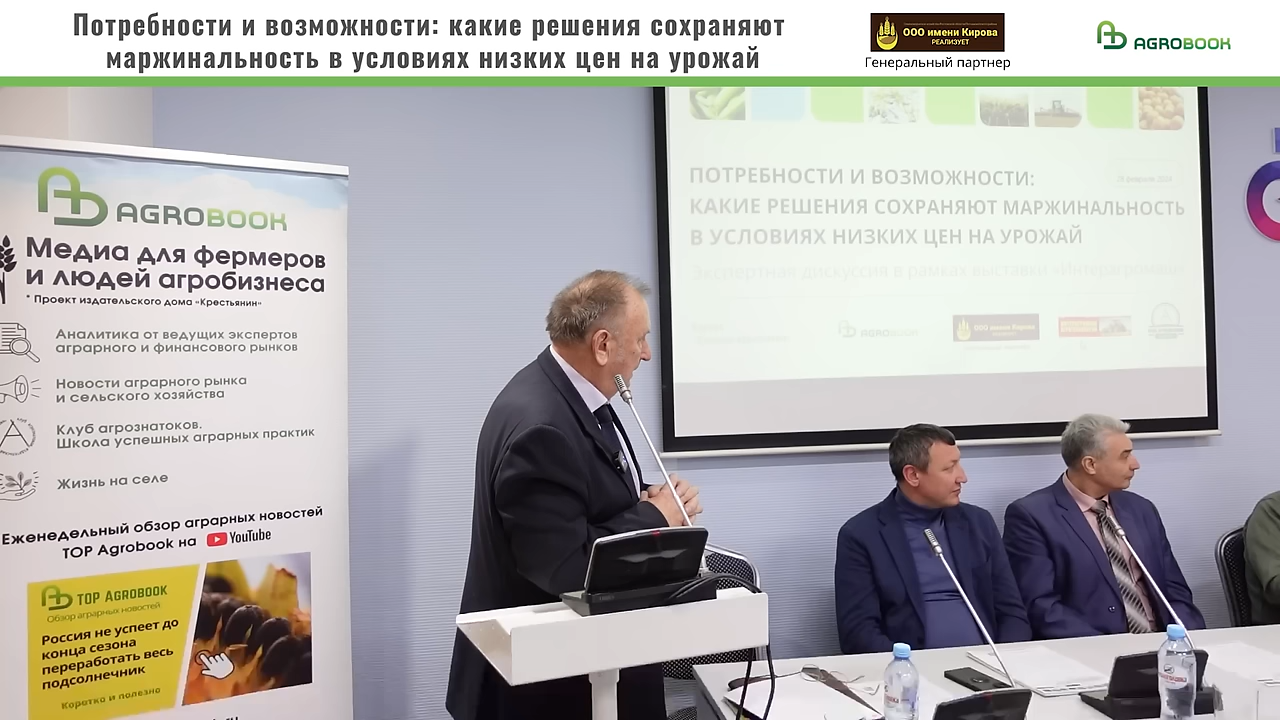 Потребности и возможности: какие решения сохраняют
маржинальность в условиях низких цен на урожай
ООО имени Кирова
РЕАЛИЗУЕТ
Генеральный партнер
AGROBOOK
AGROBOOK
Медиа для фермеров
и людей агробизнеса
* Проект издательского дома «Крестьянин»
Аналитика от ведущих экспертов
аграрного и финансового рынков
Новости аграрного рынка
и сельского хозяйства
Клуб агрознатоков.
Школа успешных аграрных практик
Жизнь на селе
Еженедельный обзор аграрных новостей
TOP Agrobook на YouTube
TOP AGROBOOK
Обзор аграрных новостей
Россия не успеет до
конца сезона
переработать весь
подсолнечник
Коротко и полезно
ПОТРЕБНОСТИ И ВОЗМОЖНОСТИ:
КАКИЕ РЕШЕНИЯ СОХРАНЯЮТ МАРЖИНАЛЬНОСТЬ
В УСЛОВИЯХ НИЗКИХ ЦЕН НА УРОЖАЙ
Экспертная дискуссия в рамках выставки «Интерагромаш»
AGROBOOK
ООО имени Кирова